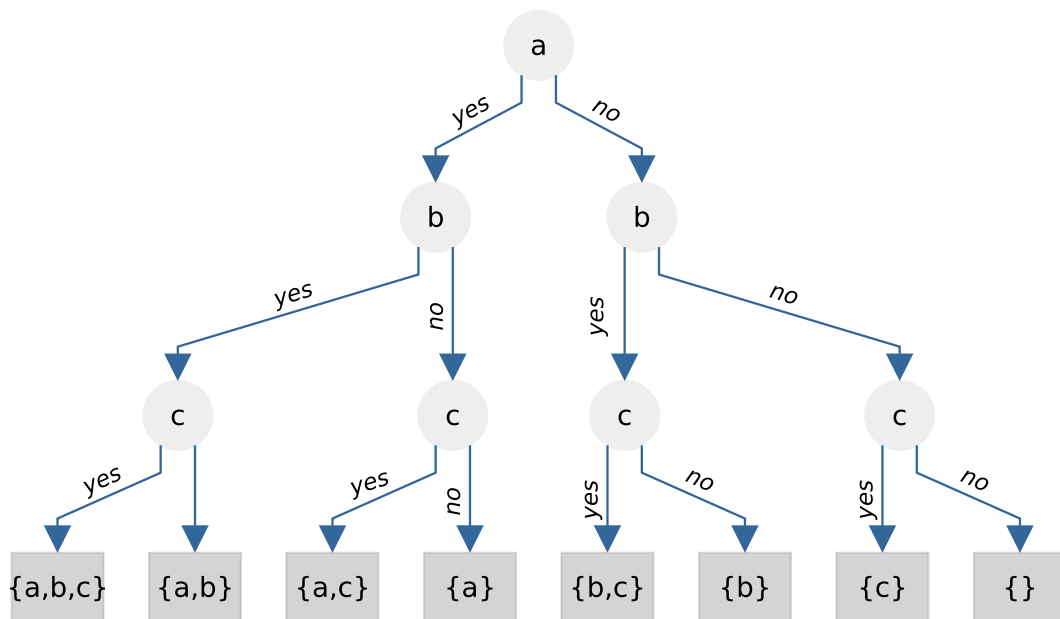 a
yes no
b b
yes no yes no
c c c c
yes yes no yes no yes no
{a,b,c} {a,b} {a,c} {a} {b,c} {b} {c} {}